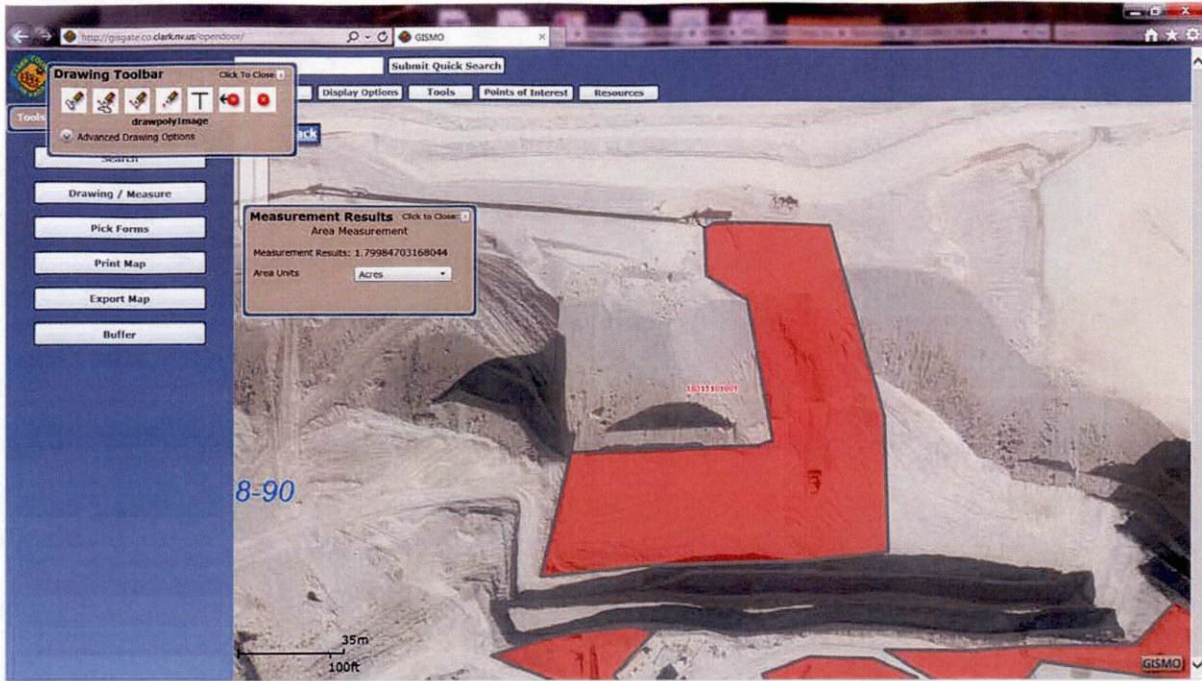 http://gisgate.co.clark.nv.us/opendoor/
GISMO
Submit Quick Search
Drawing Toolbar
Click To Close
drawpolyImage
Advanced Drawing Options
Display Options
Tools
Points of Interest
Resources
Tools
Search
Drawing / Measure
Pick Forms
Print Map
Export Map
Buffer
Measurement Results
Click to Close
Area Measurement
Measurement Results: 1.79984703168044
Area Units
Acres
8-90
35m
100ft
GISMO